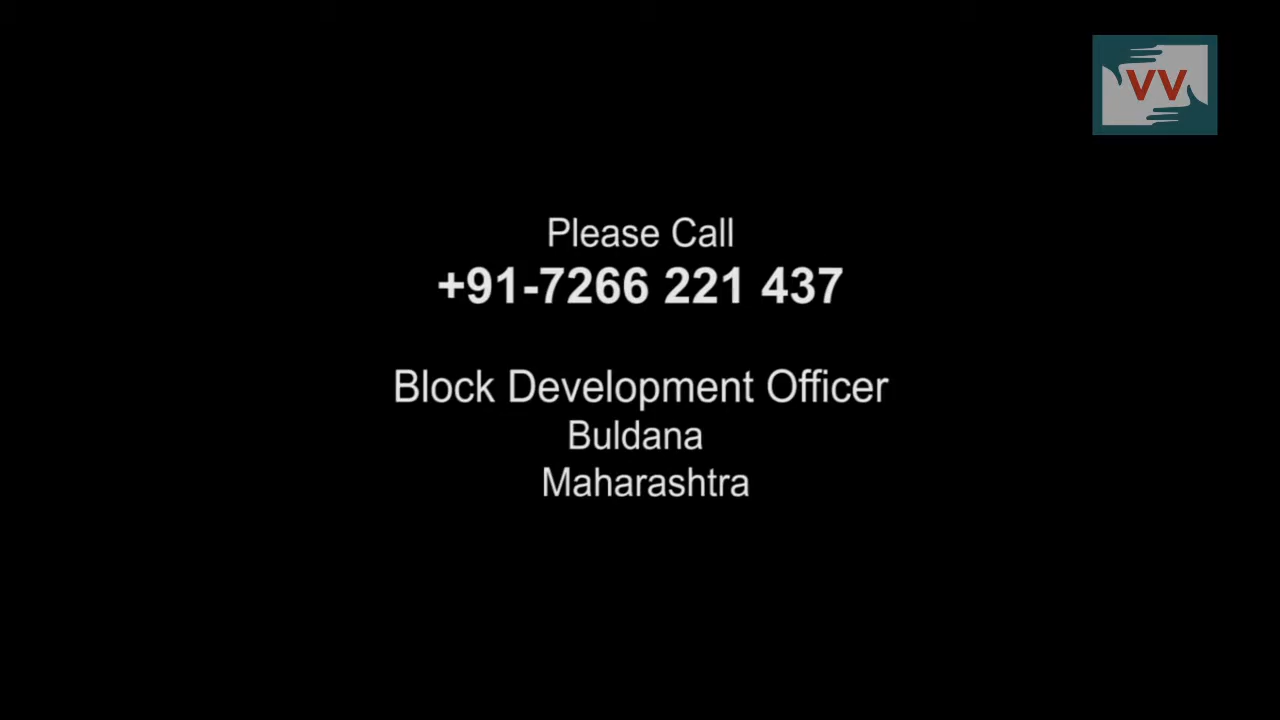 VV
Please Call
+91-7266 221 437
Block Development Officer
Buldana
Maharashtra